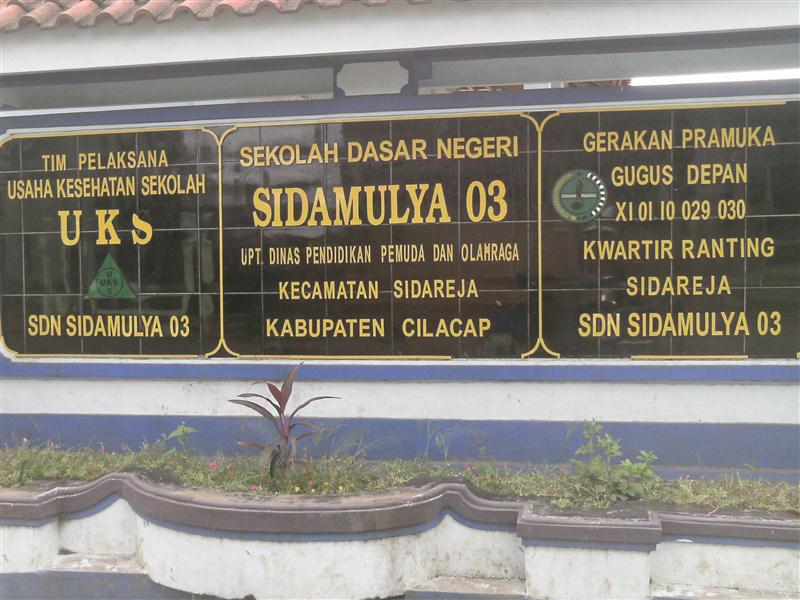 TIM PELAKSANA
USAHA KESEHATAN SEKOLAH
UKS
U
UKS
S
SDN SIDAMULYA 03
SEKOLAH DASAR NEGERI
SIDAMULYA 03
UPT. DINAS PENDIDIKAN PEMUDA DAN OLAHRAGA
KECAMATAN SIDAREJA
KABUPATEN CILACAP
GERAKAN PRAMUKA
GUGUS DEPAN
XI 01 10 029 030
GERAKAN PRAMUKA
KWARTIR RANTING
SIDAREJA
SDN SIDAMULYA 03